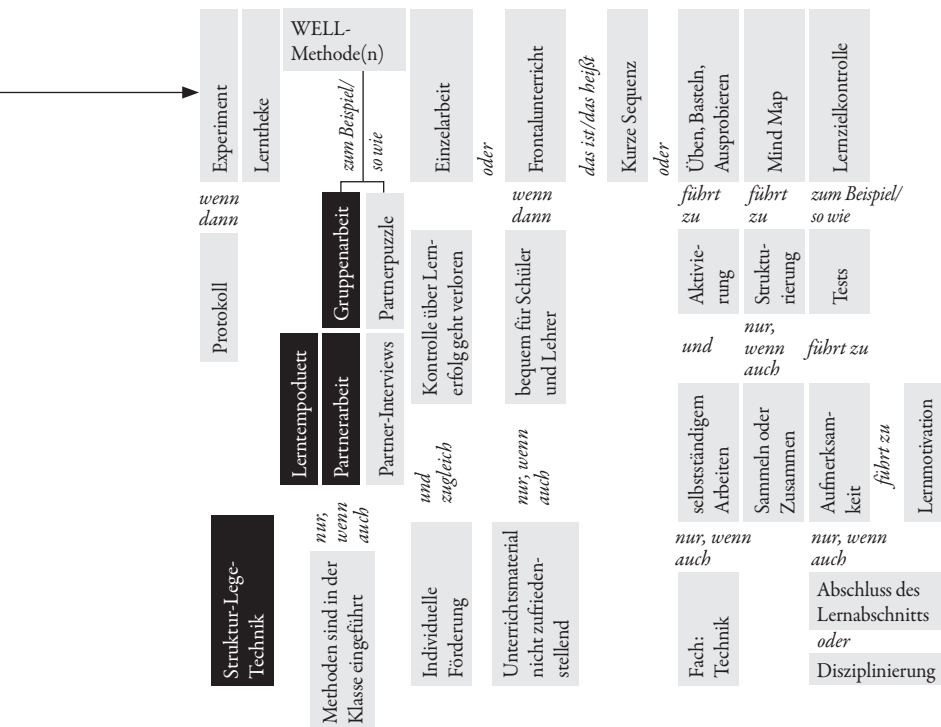 Experiment
Lerntheke
WELL-
Methode(n)
zum Beispiel/
so wie
Einzelarbeit
oder
Frontalunterricht
das ist/das heißt
Kurze Sequenz
oder
Üben, Basteln,
Ausprobieren
Mind Map
Lernzielkontrolle
wenn
dann
wenn
dann
führt
zu
führt
zu
zum Beispiel/
so wie
Protokoll
Gruppenarbeit
Partnerpuzzle
Kontrolle über Lern-
erfolg geht verloren
bequem für Schüler
und Lehrer
Aktivie-
rung
Struktu-
rierung
Tests
und
nur,
wenn
auch
führt zu
Lerntempoduett
Partnerarbeit
Partner-Interviews
und
zugleich
nur, wenn
auch
selbstständigem
Arbeiten
Sammeln oder
Zusammen
Aufmerksam-
keit
führt zu
Lernmotivation
nur,
wenn
auch
nur, wenn
auch
nur, wenn
auch
Struktur-Lege-
Technik
Methoden sind in der
Klasse eingeführt
Individuelle
Förderung
Unterrichtsmaterial
nicht zufrieden-
stellend
Fach:
Technik
Abschluss des
Lernabschnitts
oder
Disziplinierung